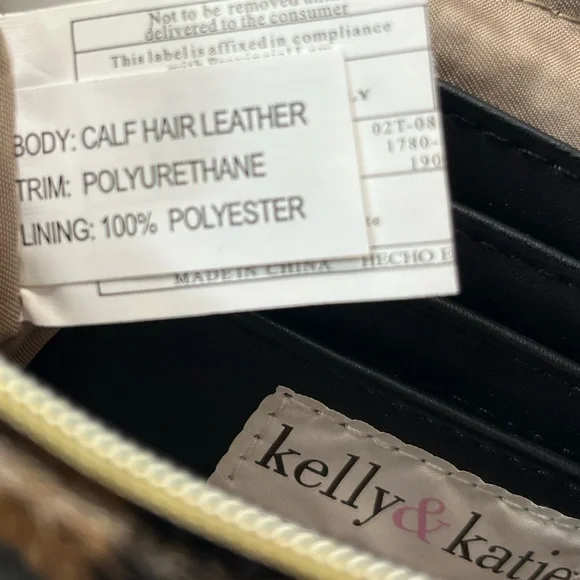 Not to be removed
delivered to the consumer
This label is affixed in compliance
LY
02T-08
1780-
190
BODY: CALF HAIR LEATHER
TRIM: POLYURETHANE
LINING: 100% POLYESTER
MADE IN CHINA HECHO E
kelly & katie